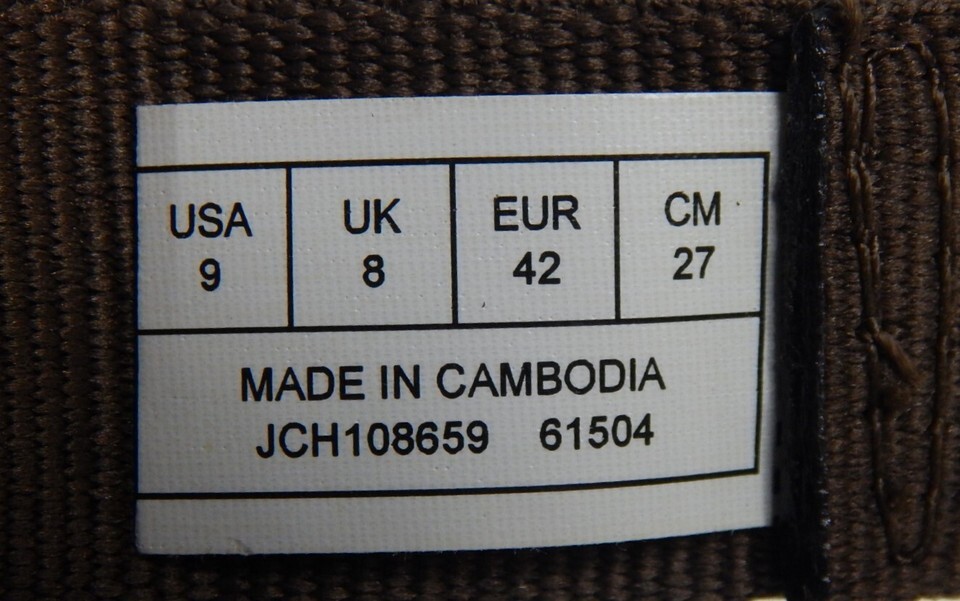 USA UK EUR CM
9 8 42 27
MADE IN CAMBODIA
JCH108659 61504